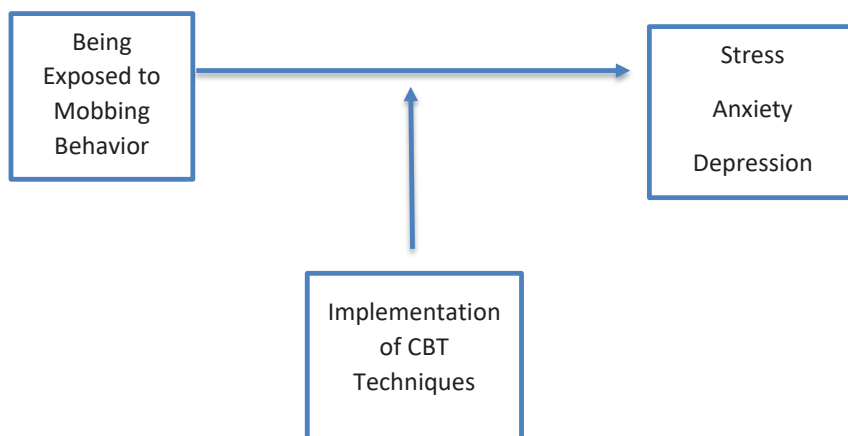 Being
Exposed to
Mobbing
Behavior
Stress
Anxiety
Depression
Implementation
of CBT
Techniques